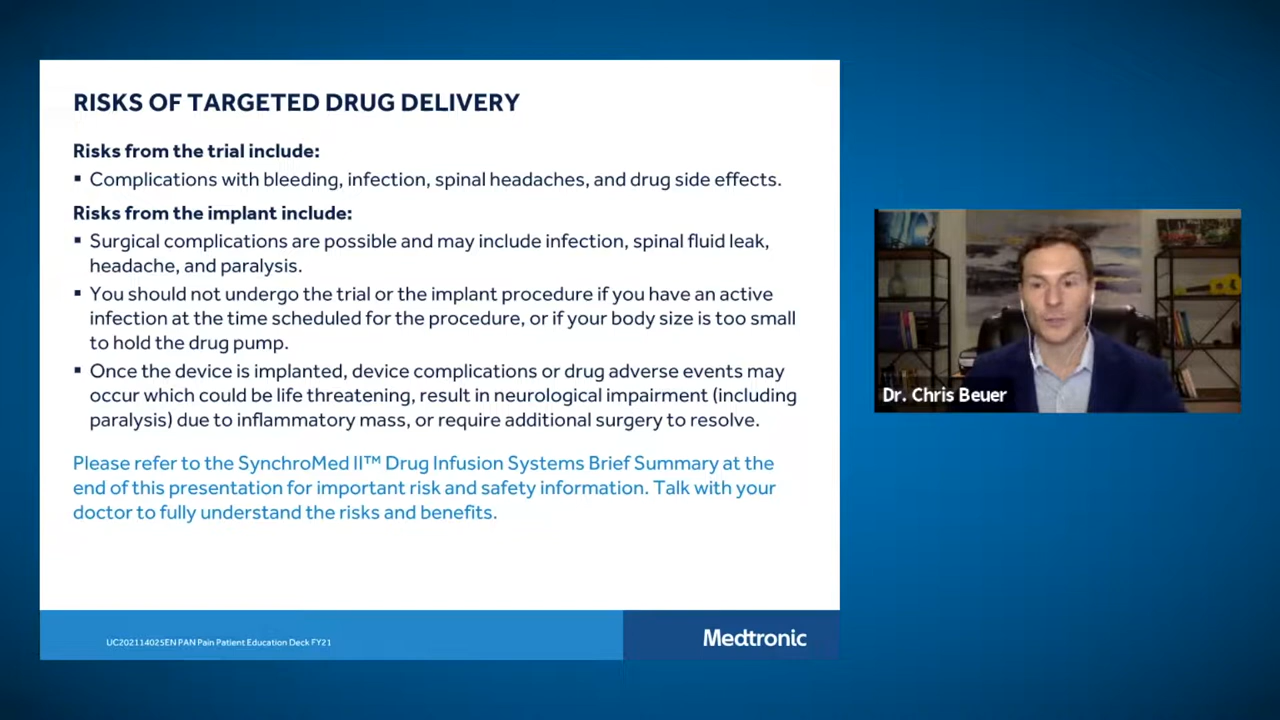 RISKS OF TARGETED DRUG DELIVERY
Risks from the trial include:
▪ Complications with bleeding, infection, spinal headaches, and drug side effects.
Risks from the implant include:
▪ Surgical complications are possible and may include infection, spinal fluid leak,
headache, and paralysis.
▪ You should not undergo the trial or the implant procedure if you have an active
infection at the time scheduled for the procedure, or if your body size is too small
to hold the drug pump.
▪ Once the device is implanted, device complications or drug adverse events may
occur which could be life threatening, result in neurological impairment (including
paralysis) due to inflammatory mass, or require additional surgery to resolve.
Please refer to the SynchroMed II™ Drug Infusion Systems Brief Summary at the
end of this presentation for important risk and safety information. Talk with your
doctor to fully understand the risks and benefits.
UC202114025EN PAN Pain Patient Education Deck FY21
Medtronic
Dr. Chris Beuer